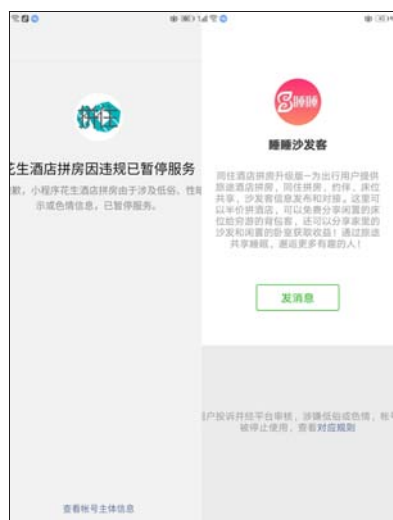 拼住
花生酒店拼房因违规已暂停服务
歉，小程序花生酒店拼房由于涉及低俗、性暗
示或色情信息，已暂停服务。
查看帐号主体信息
S睡睡
睡睡沙发客
同住酒店拼房升级版-为出行用户提供
旅途酒店拼房，同住拼房，约伴，床位
共享，沙发客信息发布和对接。这里可
以半价拼酒店，可以免费分享闲置的床
位给穷游的背包客，还可以分享家里的
沙发和闲置的卧室获取收益！通过旅途
共享睡眠，邂逅更多有趣的人！
发消息
用户投诉并经平台审核，涉嫌低俗或色情，帐号
被停止使用，查看对应规则